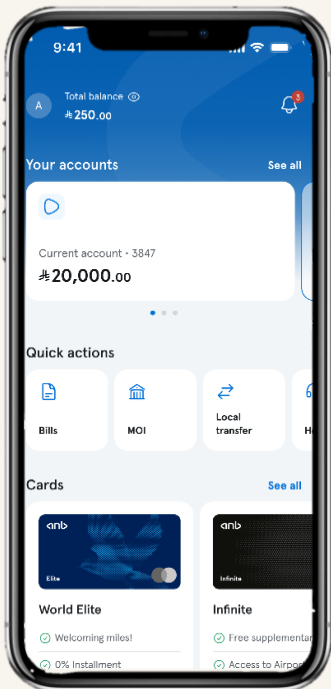 9:41
A
Total balance
⃁ 250.00
3
Your accounts
See all
Current account • 3847
⃁ 20,000.00
Quick actions
Bills
MOI
Local
transfer
Cards
See all
anb
Elite
World Elite
Welcoming miles!
0% Installment
anb
Infinite
Infinite
Free supplementar
Access to Airpor